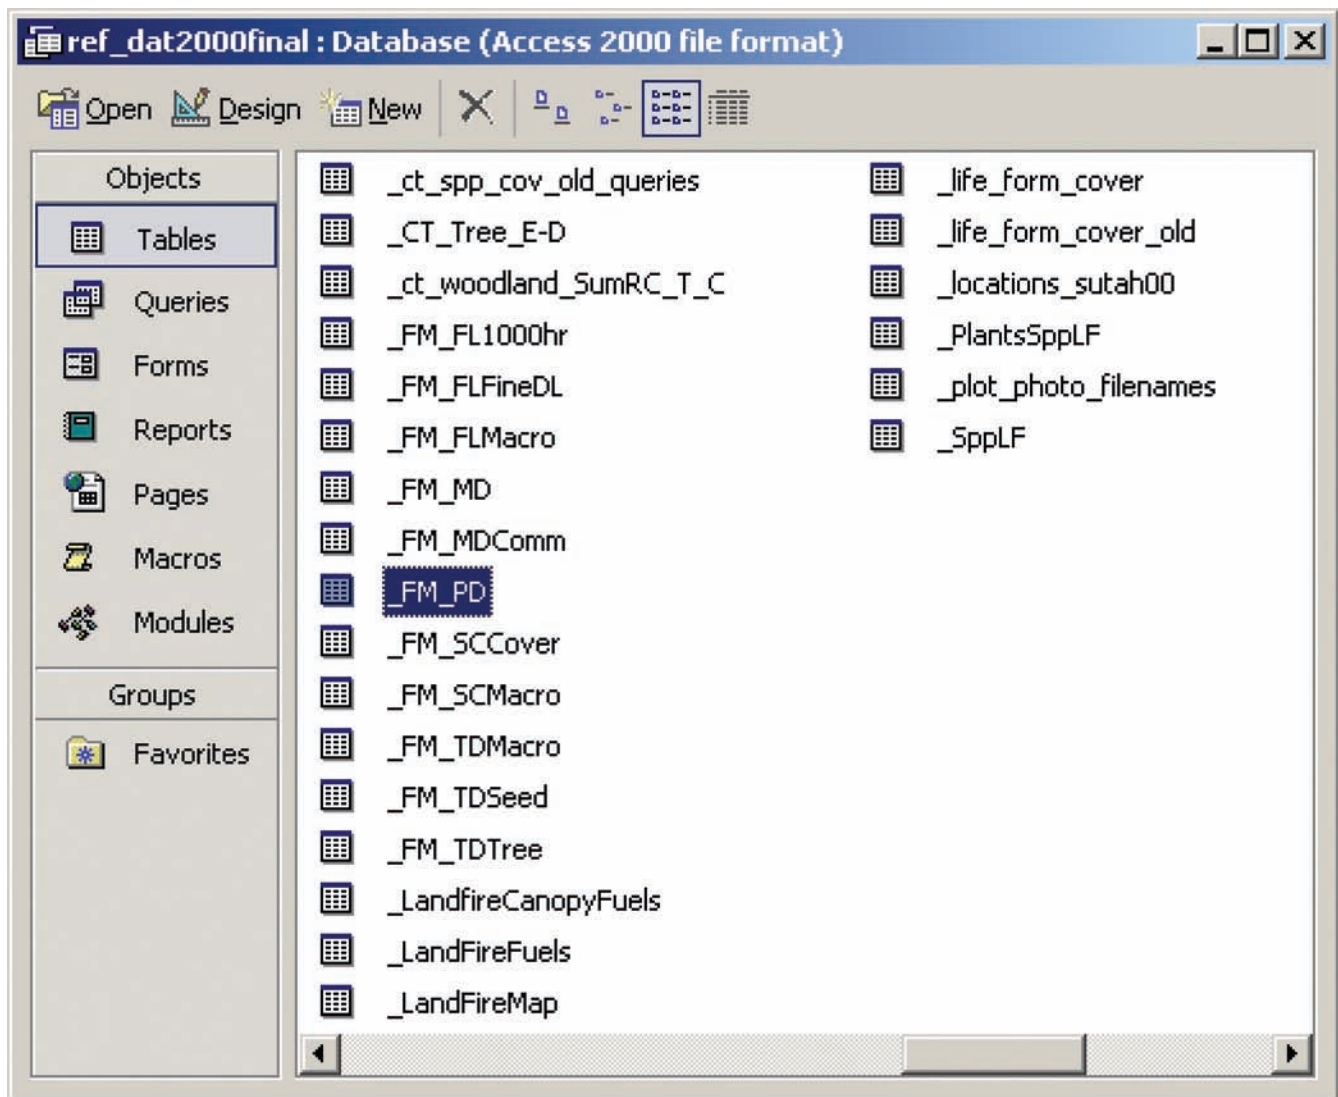 ref_dat2000final : Database (Access 2000 file format)
Open Design New
Objects
Tables
Queries
Forms
Reports
Pages
Macros
Modules
Groups
Favorites
_ct_spp_cov_old_queries
_CT_Tree_E-D
_ct_woodland_SumRC_T_C
_FM_FL1000hr
_FM_FLFineDL
_FM_FLMacro
_FM_MD
_FM_MDComm
_FM_PD
_FM_SCCover
_FM_SCMacro
_FM_TDMacro
_FM_TDSeed
_FM_TDTree
_LandfireCanopyFuels
_LandFireFuels
_LandFireMap
_life_form_cover
_life_form_cover_old
_locations_sutah00
_PlantsSppLF
_plot_photo_filenames
_SppLF